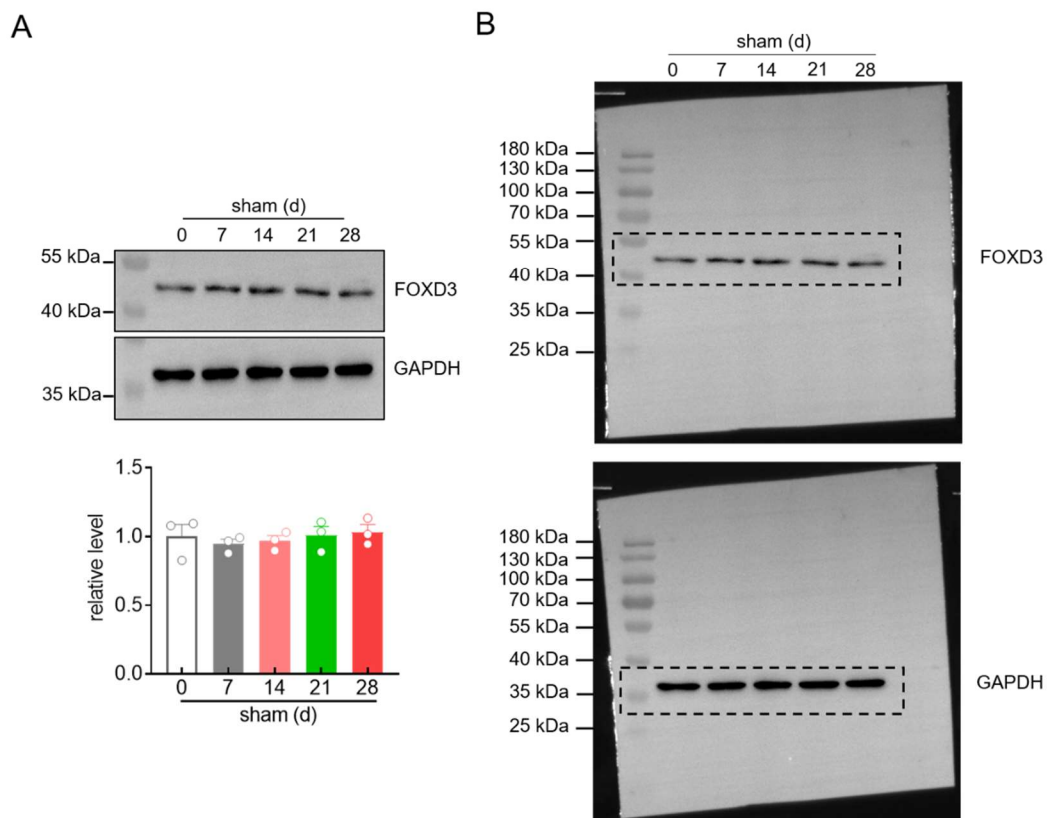 A
sham (d)
0 7 14 21 28
55 kDa
FOXD3
40 kDa
GAPDH
35 kDa
1.5
1.0
0.5
0.0
relative level
0 7 14 21 28
sham (d)
B
sham (d)
0 7 14 21 28
180 kDa
130 kDa
100 kDa
70 kDa
55 kDa
FOXD3
40 kDa
35 kDa
25 kDa
180 kDa
130 kDa
100 kDa
70 kDa
55 kDa
40 kDa
GAPDH
35 kDa
25 kDa